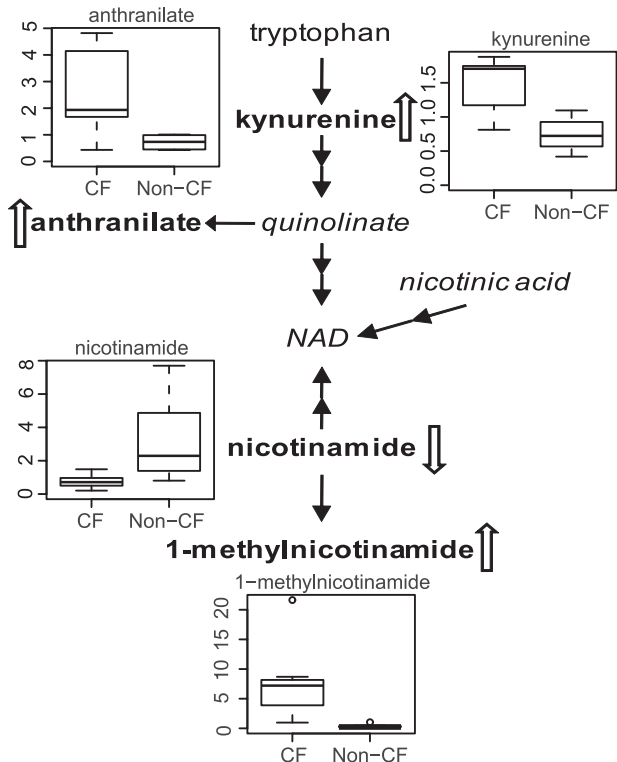 anthranilate
5
4
3
2
1
0
CF Non−CF
tryptophan
kynurenine
1.5
1.0
0.5
0.0
CF Non−CF
kynurenine
anthranilate
quinolinate
nicotinic acid
NAD
nicotinamide
8
6
4
2
0
CF Non−CF
nicotinamide
1-methylnicotinamide
1−methylnicotinamide
20
15
10
5
0
CF Non−CF